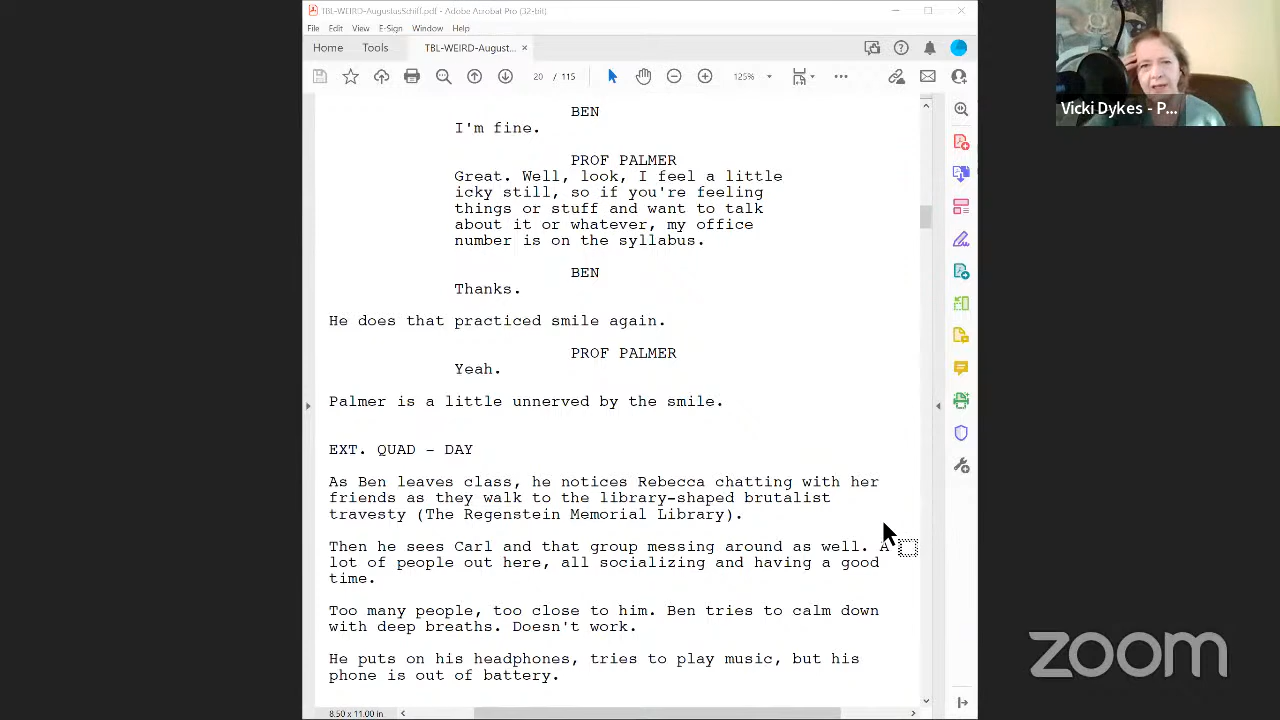 TBL-WEIRD-AugustusSchiff.pdf - Adobe Acrobat Pro (32-bit)
File Edit View E-Sign Window Help
Home Tools TBL-WEIRD-August... ×
20 / 115 125%
BEN
I'm fine.
PROF PALMER
Great. Well, look, I feel a little
icky still, so if you're feeling
things or stuff and want to talk
about it or whatever, my office
number is on the syllabus.
BEN
Thanks.
He does that practiced smile again.
PROF PALMER
Yeah.
Palmer is a little unnerved by the smile.
EXT. QUAD - DAY
As Ben leaves class, he notices Rebecca chatting with her
friends as they walk to the library-shaped brutalist
travesty (The Regenstein Memorial Library).
Then he sees Carl and that group messing around as well. A
lot of people out here, all socializing and having a good
time.
Too many people, too close to him. Ben tries to calm down
with deep breaths. Doesn't work.
He puts on his headphones, tries to play music, but his
phone is out of battery.
8.50 x 11.00 in
Vicki Dykes - P...
zoom